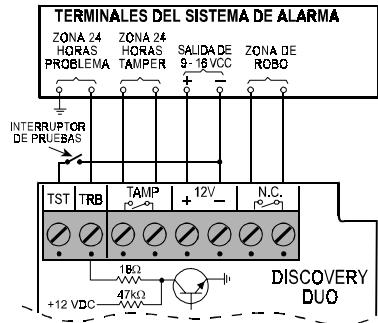 TERMINALES DEL SISTEMA DE ALARMA
ZONA 24 HORAS PROBLEMA
ZONA 24 HORAS TAMPER
SALIDA DE 9 - 16 VCC
ZONA DE ROBO
+ −
INTERRUPTOR DE PRUEBAS
TST TRB TAMP + 12V − N.C.
18Ω
47kΩ
+12 VDC
DISCOVERY DUO